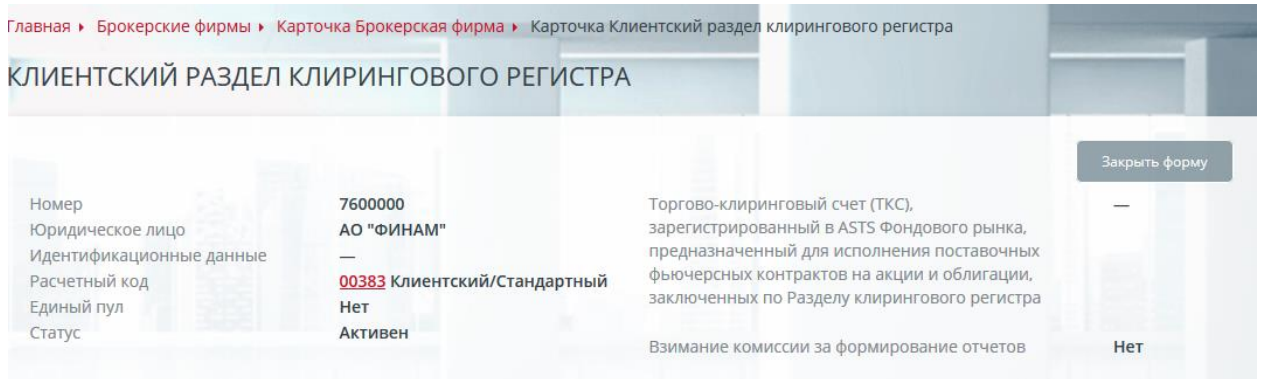 Главная Брокерские фирмы Карточка Брокерская фирма Карточка Клиентский раздел клирингового регистра
КЛИЕНТСКИЙ РАЗДЕЛ КЛИРИНГОВОГО РЕГИСТРА
Закрыть форму
Номер 7600000
Юридическое лицо АО "ФИНАМ"
Идентификационные данные —
Расчетный код 00383 Клиентский/Стандартный
Единый пул Нет
Статус Активен
Торгово-клиринговый счет (ТКС), —
зарегистрированный в ASTS Фондового рынка,
предназначенный для исполнения поставочных
фьючерсных контрактов на акции и облигации,
заключенных по Разделу клирингового регистра
Взимание комиссии за формирование отчетов Нет